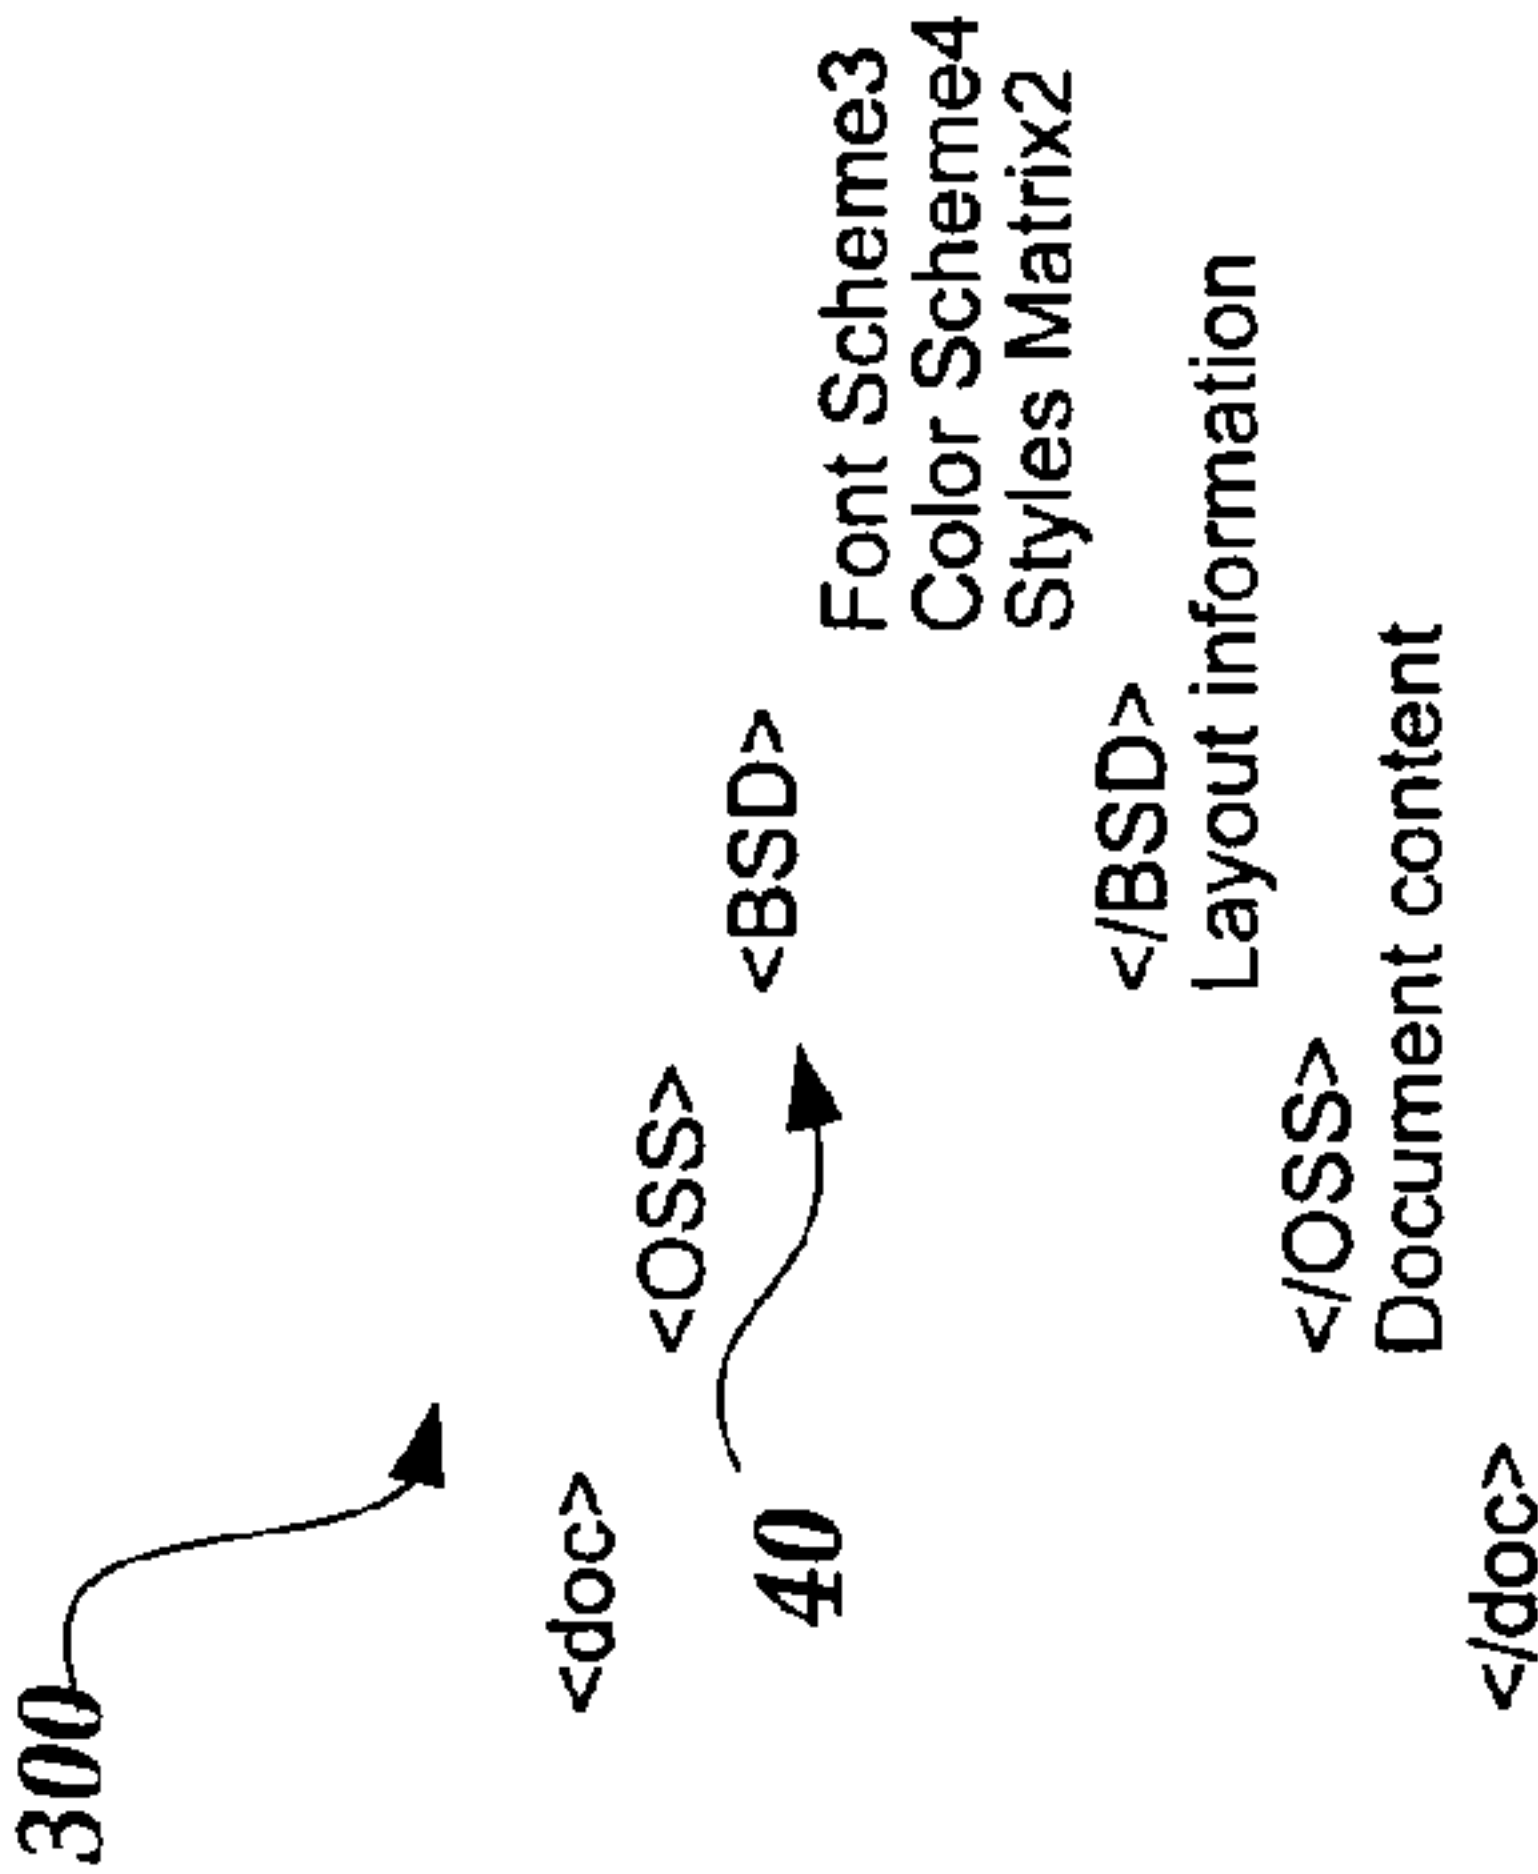 300
<doc>
<OSS>
40
<BSD>
Font Scheme3
Color Scheme4
Styles Matrix2
</BSD>
Layout information
</OSS>
Document content
</doc>